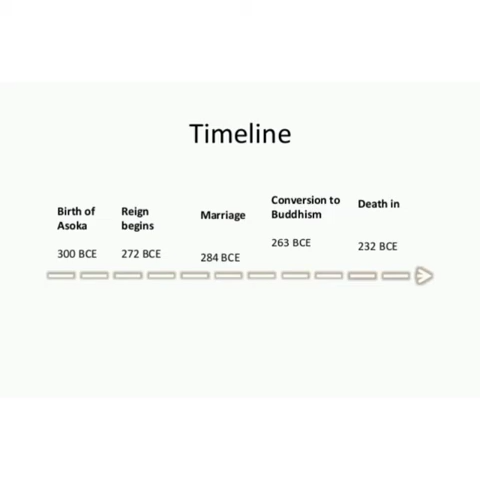 Timeline
Birth of
Asoka
300 BCE
Reign
begins
272 BCE
Marriage
284 BCE
Conversion to
Buddhism
263 BCE
Death in
232 BCE